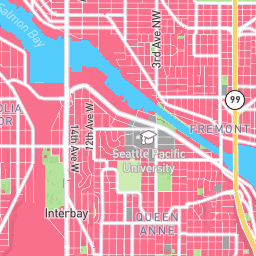 Salmon Bay
3rd Ave NW
99
OLIA
OR
FREMONT
14th Ave W
12th Ave W
Seattle Pacific
University
Interbay
QUEEN
ANNE